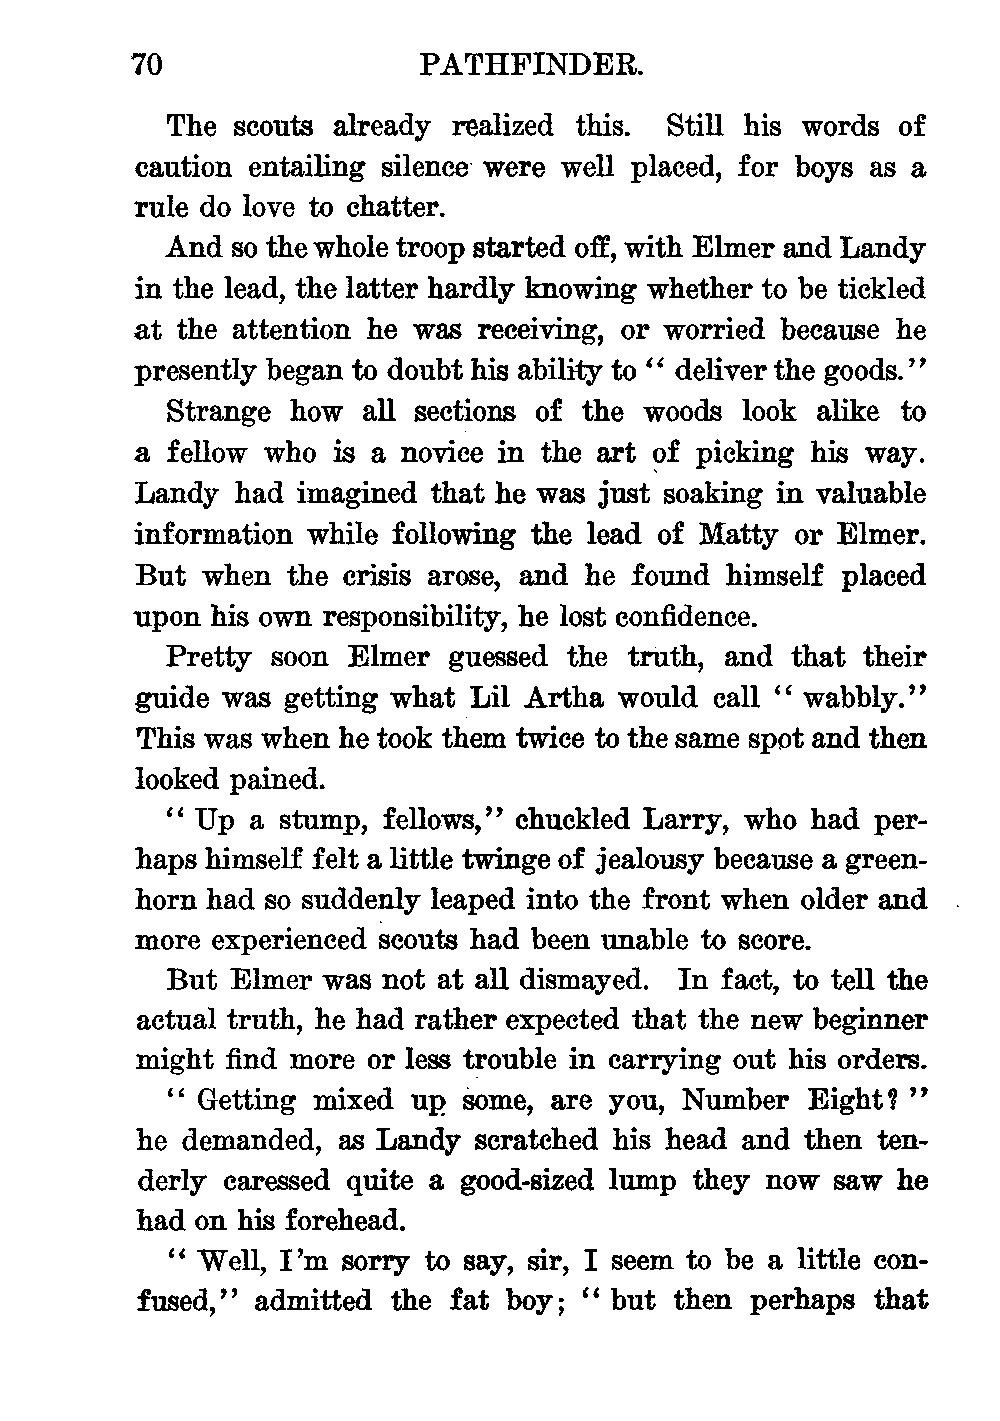 70 PATHFINDER.
The scouts already realized this. Still his words of
caution entailing silence were well placed, for boys as a
rule do love to chatter.
And so the whole troop started off, with Elmer and Landy
in the lead, the latter hardly knowing whether to be tickled
at the attention he was receiving, or worried because he
presently began to doubt his ability to “ deliver the goods.”
Strange how all sections of the woods look alike to
a fellow who is a novice in the art of picking his way.
Landy had imagined that he was just soaking in valuable
information while following the lead of Matty or Elmer.
But when the crisis arose, and he found himself placed
upon his own responsibility, he lost confidence.
Pretty soon Elmer guessed the truth, and that their
guide was getting what Lil Artha would call “ wabbly.”
This was when he took them twice to the same spot and then
looked pained.
“ Up a stump, fellows,” chuckled Larry, who had per-
haps himself felt a little twinge of jealousy because a green-
horn had so suddenly leaped into the front when older and
more experienced scouts had been unable to score.
But Elmer was not at all dismayed. In fact, to tell the
actual truth, he had rather expected that the new beginner
might find more or less trouble in carrying out his orders.
“ Getting mixed up some, are you, Number Eight? ”
he demanded, as Landy scratched his head and then ten-
derly caressed quite a good-sized lump they now saw he
had on his forehead.
“ Well, I’m sorry to say, sir, I seem to be a little con-
fused,” admitted the fat boy; “ but then perhaps that